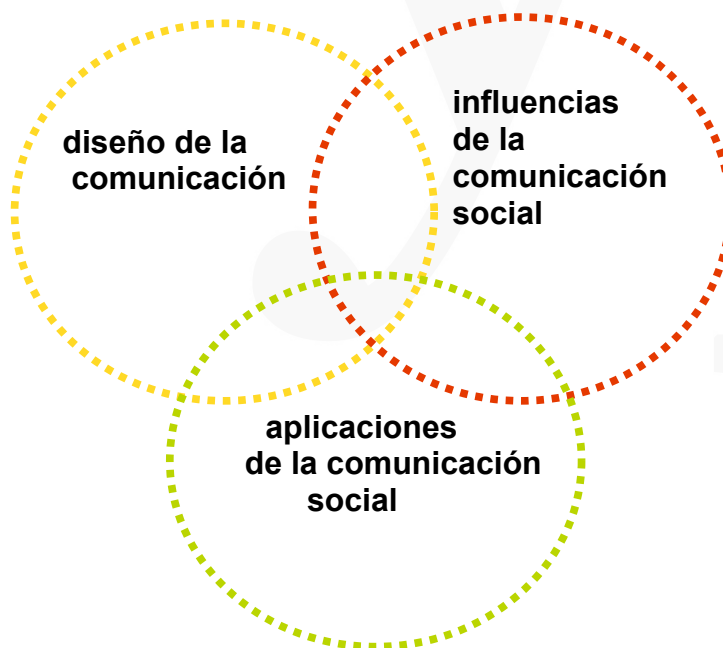 diseño de la
comunicación
influencias
de la
comunicación
social
aplicaciones
de la comunicación
social